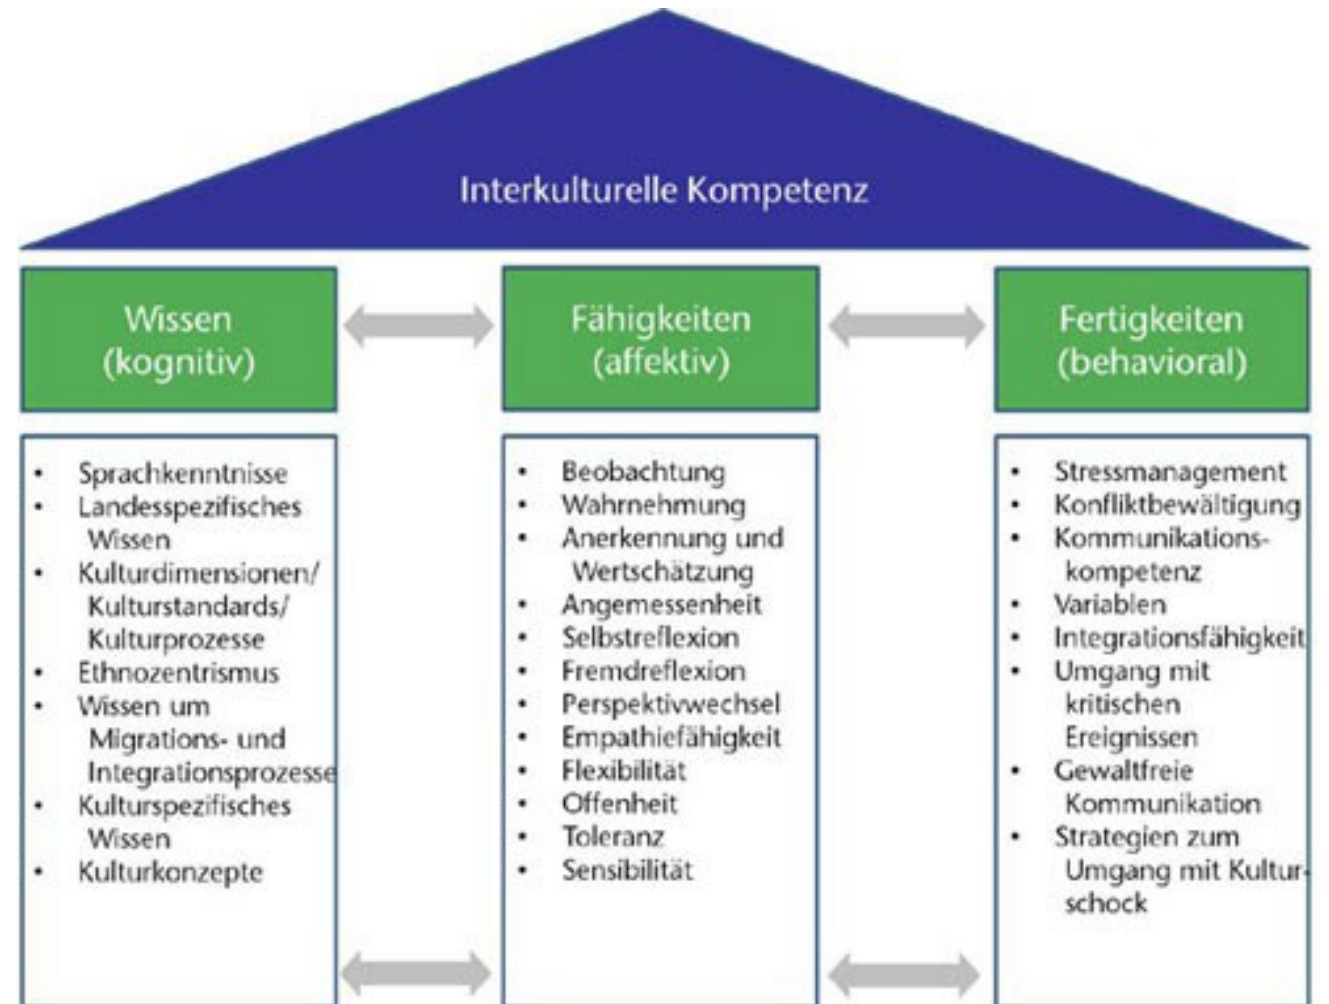 Interkulturelle Kompetenz
Wissen
(kognitiv)
• Sprachkenntnisse
• Landesspezifisches
Wissen
• Kulturdimensionen/
Kulturstandards/
Kulturprozesse
• Ethnozentrismus
• Wissen um
Migrations- und
Integrationsprozesse
• Kulturspezifisches
Wissen
• Kulturkonzepte
Fähigkeiten
(affektiv)
• Beobachtung
• Wahrnehmung
• Anerkennung und
Wertschätzung
• Angemessenheit
• Selbstreflexion
• Fremdreflexion
• Perspektivwechsel
• Empathiefähigkeit
• Flexibilität
• Offenheit
• Toleranz
• Sensibilität
Fertigkeiten
(behavioral)
• Stressmanagement
• Konfliktbewältigung
• Kommunikations-
kompetenz
• Variablen
• Integrationsfähigkeit
• Umgang mit
kritischen
Ereignissen
• Gewaltfreie
Kommunikation
• Strategien zum
Umgang mit Kultur-
schock